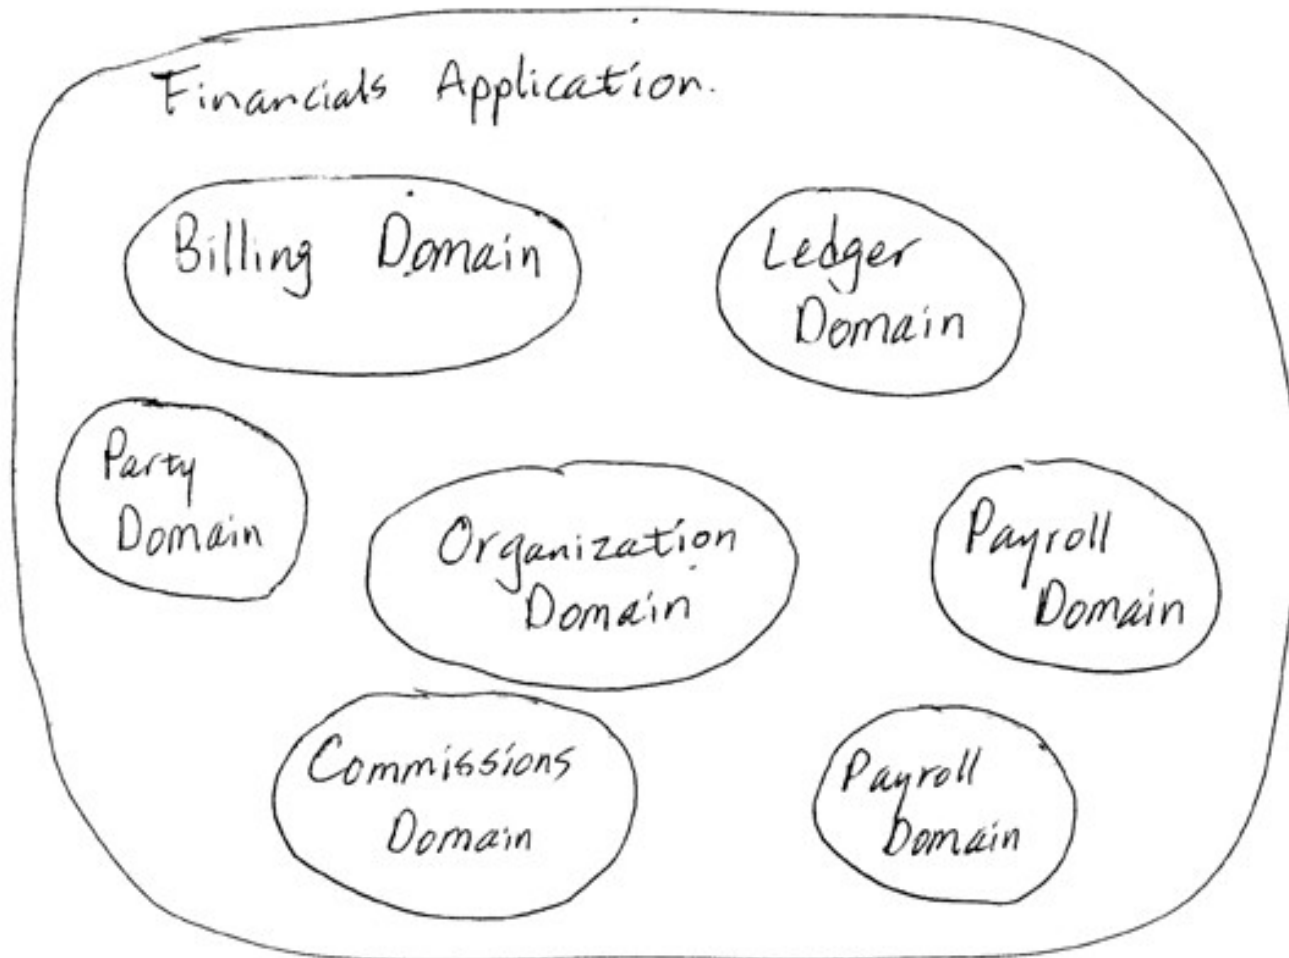 Financials Application.
Billing Domain
Ledger
Domain
Party
Domain
Organization
Domain
Payroll
Domain
Commissions
Domain
Payroll
Domain